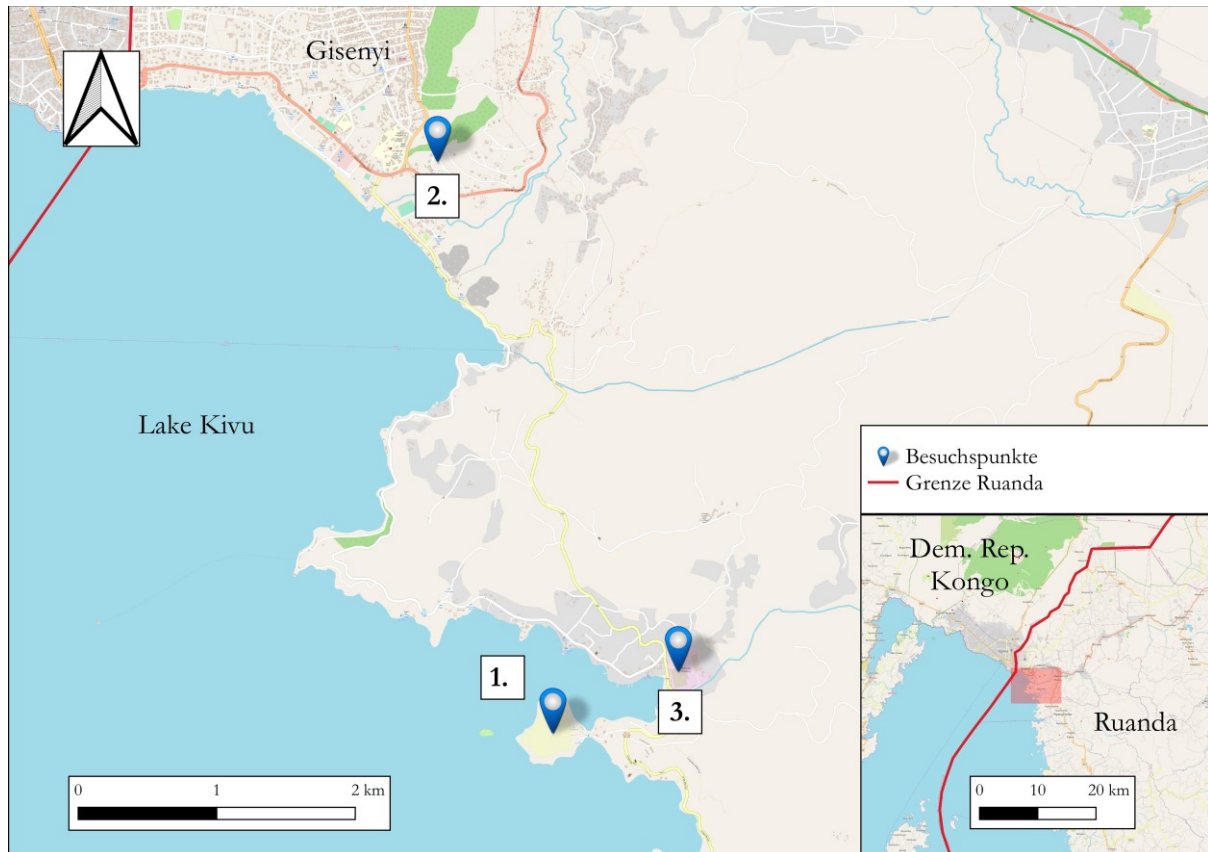 Gisenyi
2.
Lake Kivu
1.
3.
0 1 2 km
Besuchspunkte
Grenze Ruanda
Dem. Rep.
Kongo
Ruanda
0 10 20 km